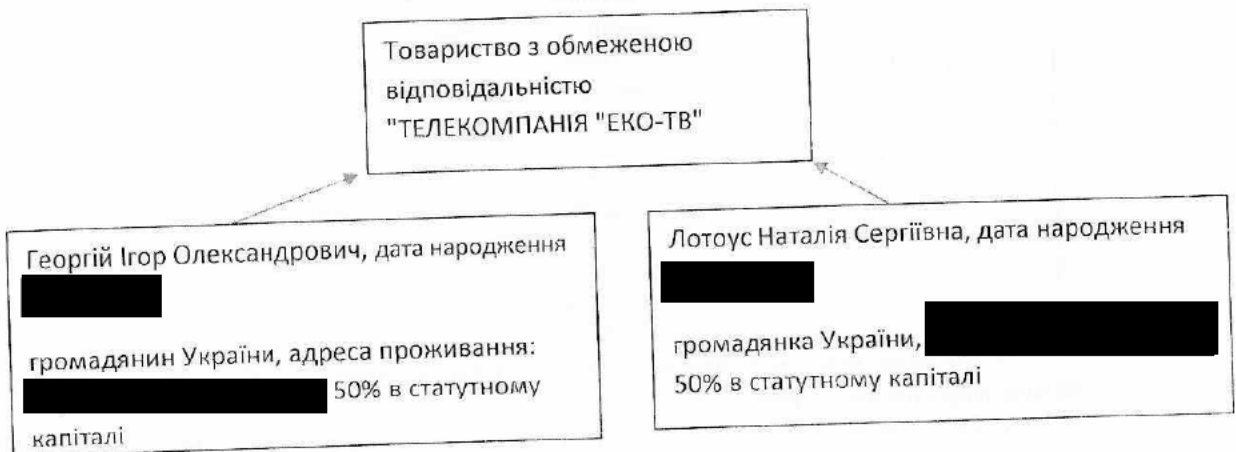 Товариство з обмеженою
відповідальністю
"ТЕЛЕКОМПАНІЯ "ЕКО-ТВ"
Георгій Ігор Олександрович, дата народження
громадянин України, адреса проживання:
50% в статутному
капіталі
Лотоус Наталія Сергіївна, дата народження
громадянка України,
50% в статутному капіталі